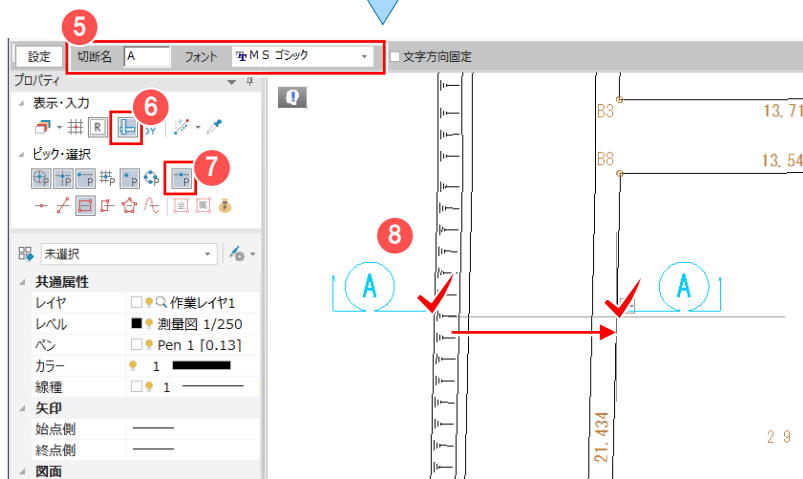 5
設定 切断名 A フォント MS ゴシック 文字方向固定
プロパティ
表示・入力
6
R
ピック・選択
7
未選択
共通属性
レイヤ 作業レイヤ1
レベル 測量図 1/250
ペン Pen 1 [0.13]
カラー 1
線種 1
矢印
始点側
終点側
図面
8
B3 13.71
B8 13.54
A
A
21.434
29